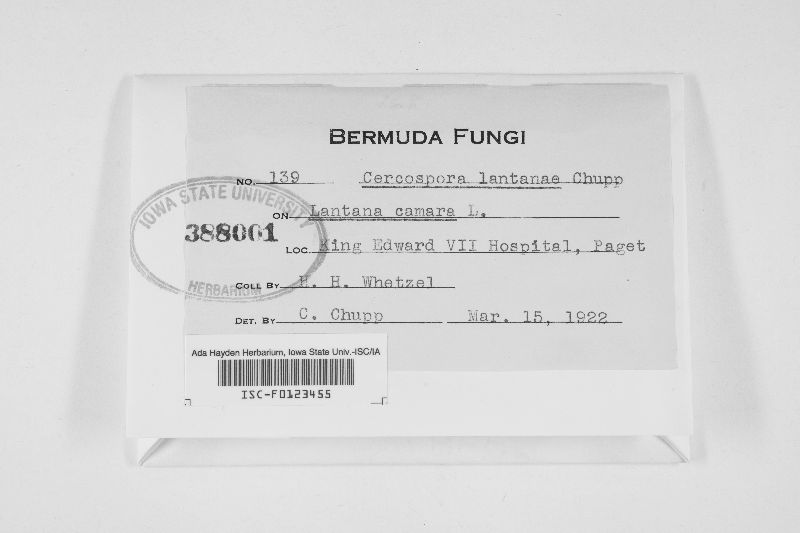 BERMUDA FUNGI
NO. 139 Cercospora lantanae Chupp
ON Lantana camara L.
LOC. King Edward VII Hospital, Paget
COLL BY H. H. Whetzel
DET. BY C. Chupp Mar. 15, 1922
IOWA STATE UNIVERSITY
388001
HERBARIUM
Ada Hayden Herbarium, Iowa State Univ.-ISC/IA
ISC-F0123455